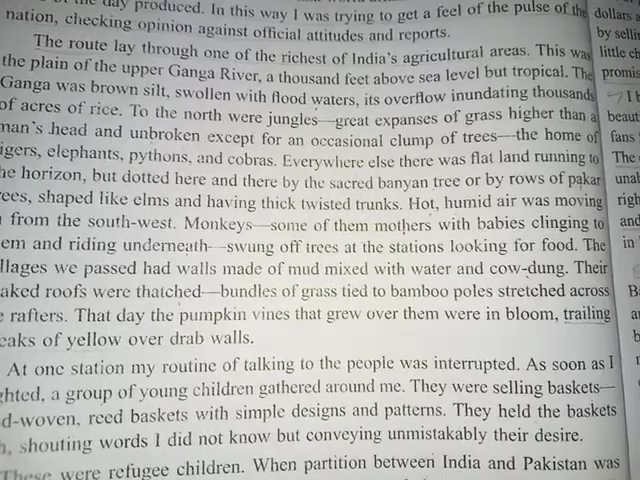 the day produced. In this way I was trying to get a feel of the pulse of the
nation, checking opinion against official attitudes and reports.
The route lay through one of the richest of India's agricultural areas. This was
the plain of the upper Ganga River, a thousand feet above sea level but tropical. The
Ganga was brown silt, swollen with flood waters, its overflow inundating thousands
of acres of rice. To the north were jungles—great expanses of grass higher than a
man's head and unbroken except for an occasional clump of trees—the home of
igers, elephants, pythons, and cobras. Everywhere else there was flat land running to
he horizon, but dotted here and there by the sacred banyan tree or by rows of pakar
rees, shaped like elms and having thick twisted trunks. Hot, humid air was moving
from the south-west. Monkeys—some of them mothers with babies clinging to
em and riding underneath—swung off trees at the stations looking for food. The
llages we passed had walls made of mud mixed with water and cow-dung. Their
aked roofs were thatched—bundles of grass tied to bamboo poles stretched across
e rafters. That day the pumpkin vines that grew over them were in bloom, trailing
eaks of yellow over drab walls.
At one station my routine of talking to the people was interrupted. As soon as I
ghted, a group of young children gathered around me. They were selling baskets—
d-woven, reed baskets with simple designs and patterns. They held the baskets
h, shouting words I did not know but conveying unmistakably their desire.
These were refugee children. When partition between India and Pakistan was
dollars a
by sellin
little ch
promis
I b
beaut
fans
The
unal
righ
and
in
B
a
b